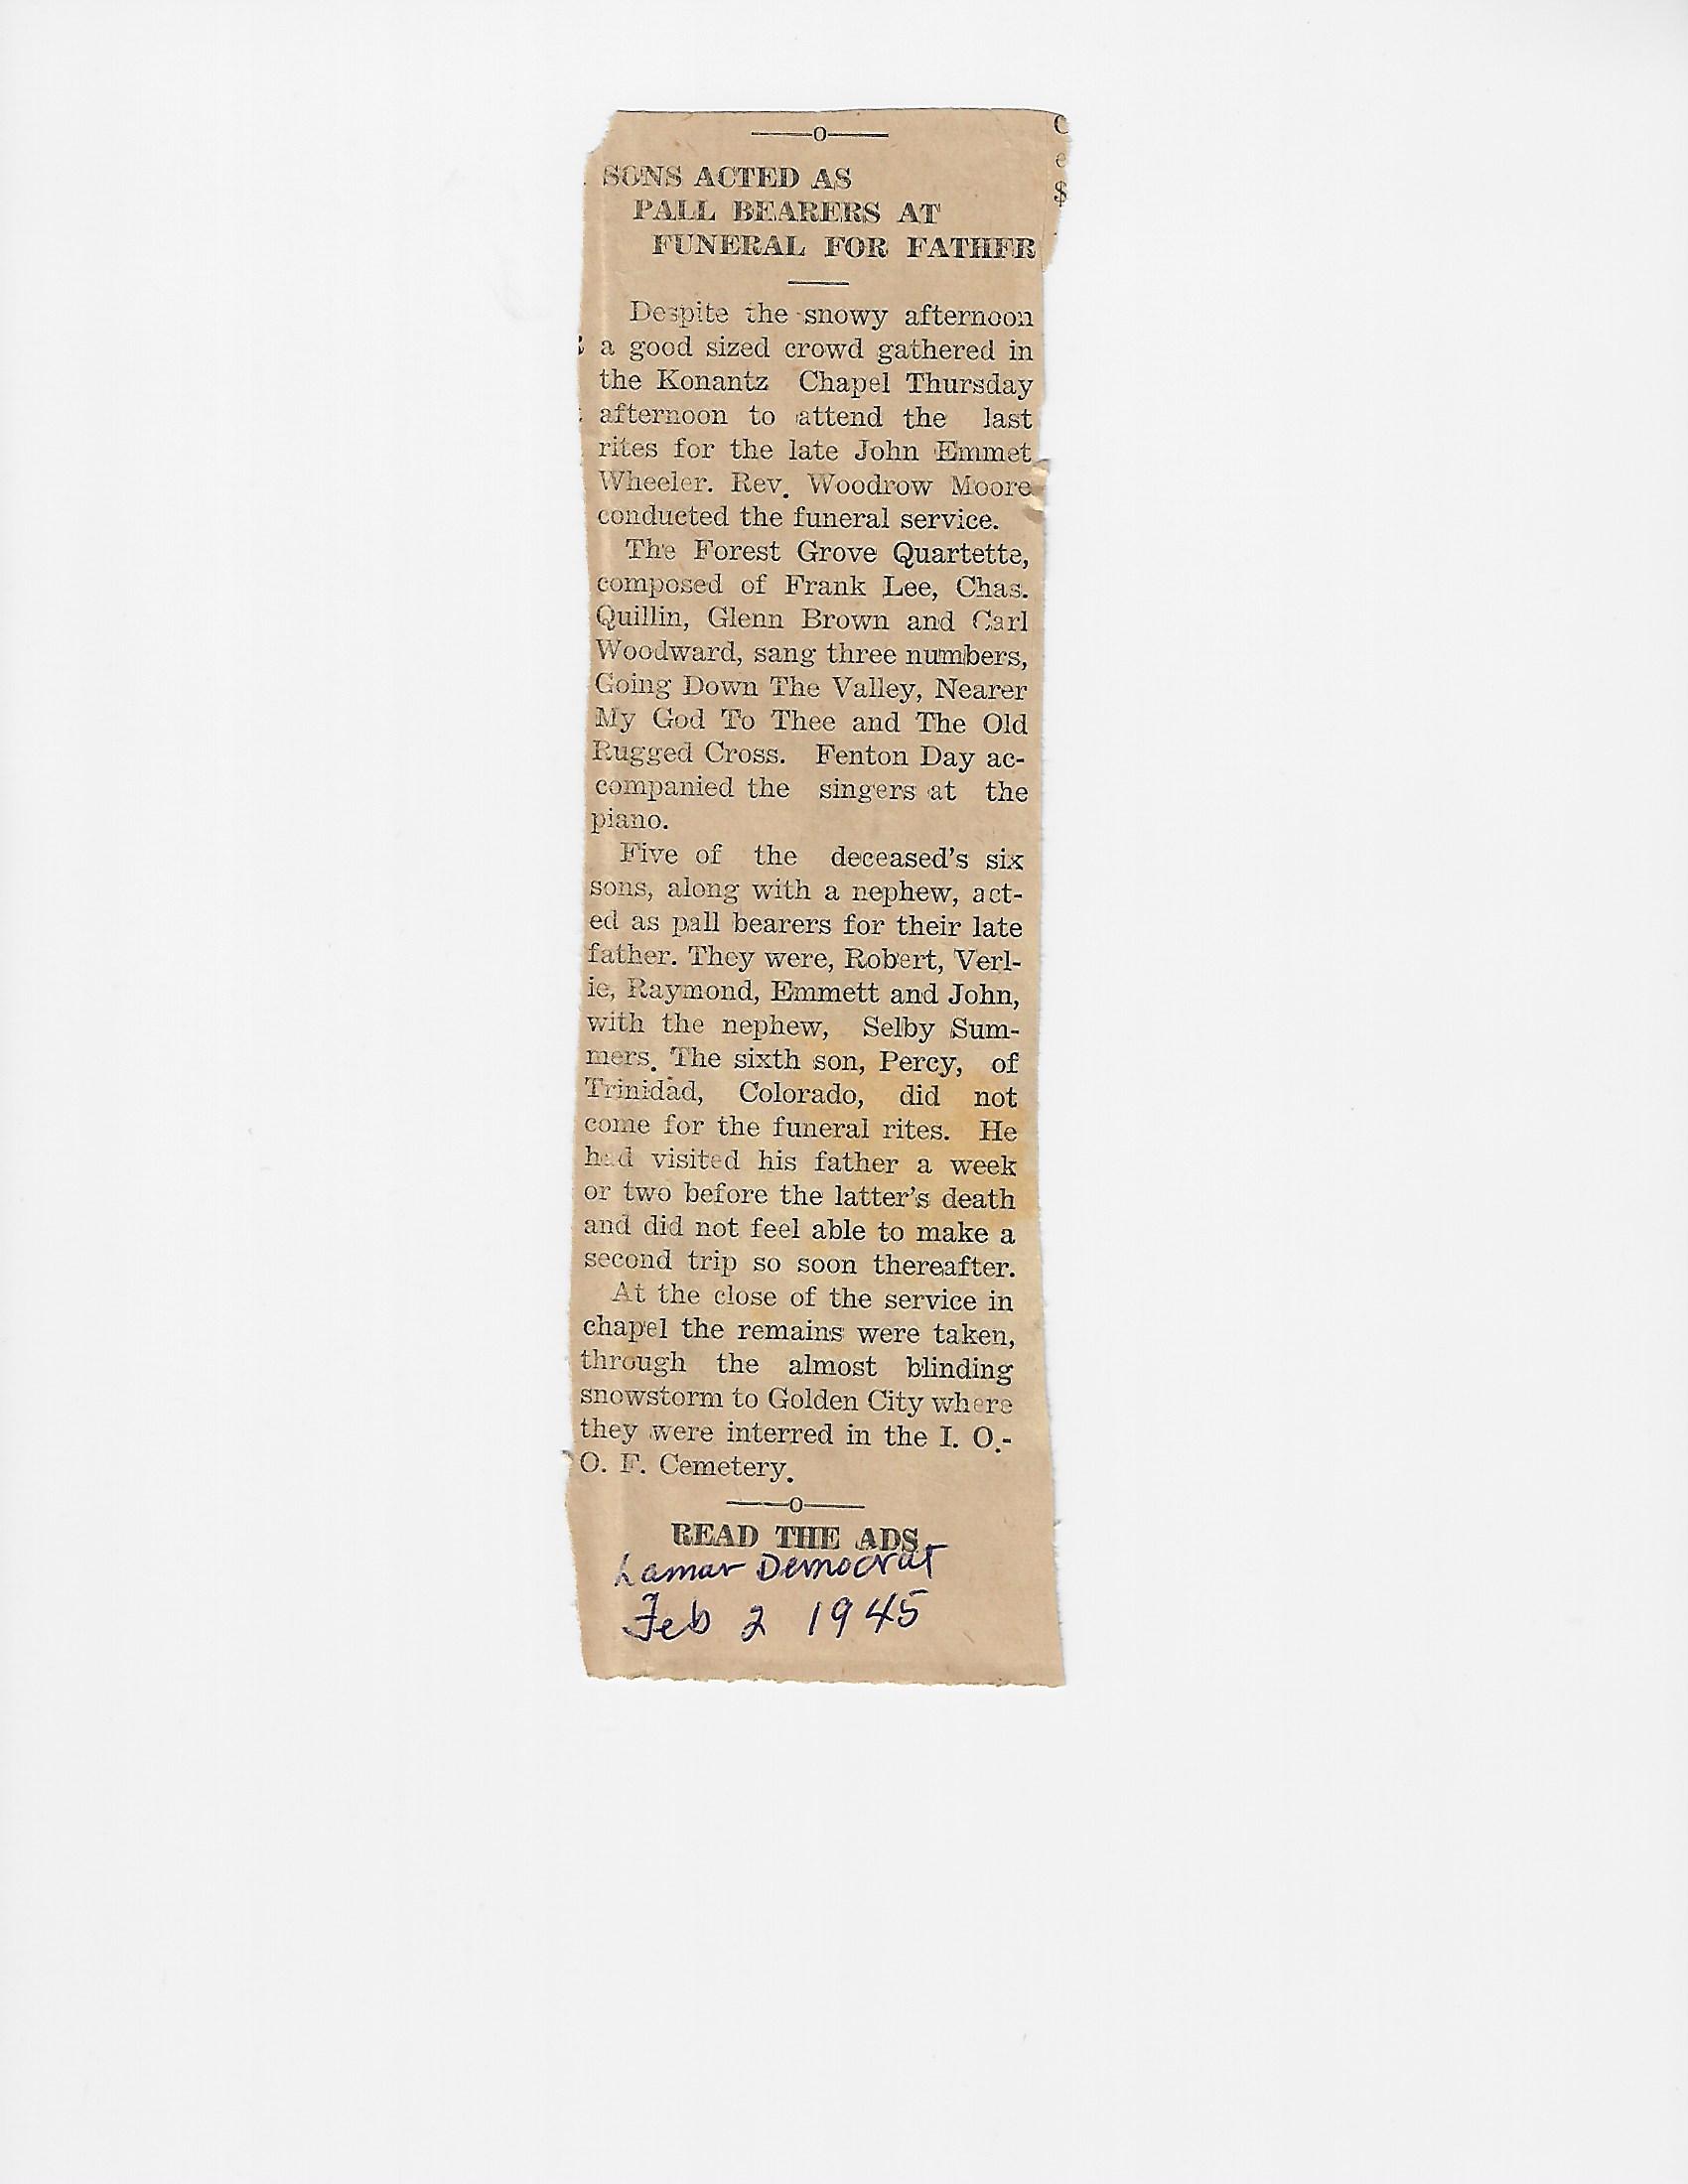 ——o——
SONS ACTED AS
PALL BEARERS AT
FUNERAL FOR FATHER
Despite the snowy afternoon
a good sized crowd gathered in
the Konantz Chapel Thursday
afternoon to attend the last
rites for the late John Emmet
Wheeler. Rev. Woodrow Moore
conducted the funeral service.
The Forest Grove Quartette,
composed of Frank Lee, Chas.
Quillin, Glenn Brown and Carl
Woodward, sang three numbers,
Going Down The Valley, Nearer
My God To Thee and The Old
Rugged Cross. Fenton Day ac-
companied the singers at the
piano.
Five of the deceased's six
sons, along with a nephew, act-
ed as pall bearers for their late
father. They were, Robert, Verl-
ie, Raymond, Emmett and John,
with the nephew, Selby Sum-
mers. The sixth son, Percy, of
Trinidad, Colorado, did not
come for the funeral rites. He
had visited his father a week
or two before the latter's death
and did not feel able to make a
second trip so soon thereafter.
At the close of the service in
chapel the remains were taken,
through the almost blinding
snowstorm to Golden City where
they were interred in the I. O.-
O. F. Cemetery.
——o——
READ THE ADS
Lamar Democrat
Feb 2 1945